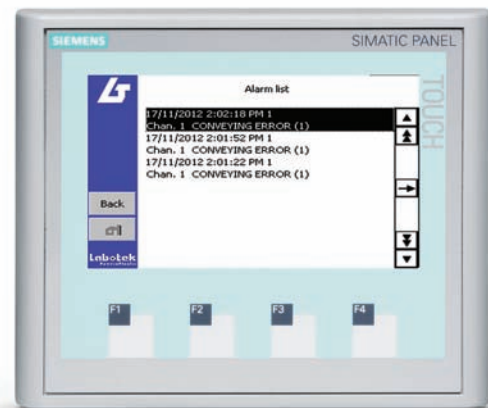 SIEMENS
SIMATIC PANEL
TOUCH
Alarm list
17/11/2012 2:02:18 PM 1
Chan. 1 CONVEYING ERROR (1)
17/11/2012 2:01:52 PM 1
Chan. 1 CONVEYING ERROR (1)
17/11/2012 2:01:22 PM 1
Chan. 1 CONVEYING ERROR (1)
Back
Labotek
F1
F2
F3
F4